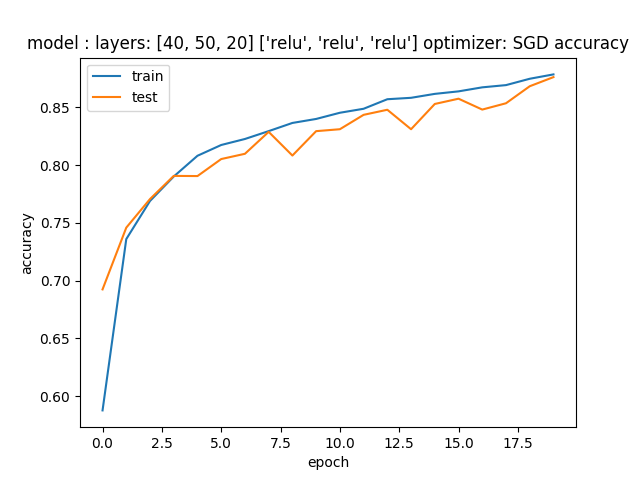 model : layers: [40, 50, 20] ['relu', 'relu', 'relu'] optimizer: SGD accuracy
train
test
0.85
0.80
0.75
0.70
0.65
0.60
accuracy
0.0 2.5 5.0 7.5 10.0 12.5 15.0 17.5
epoch